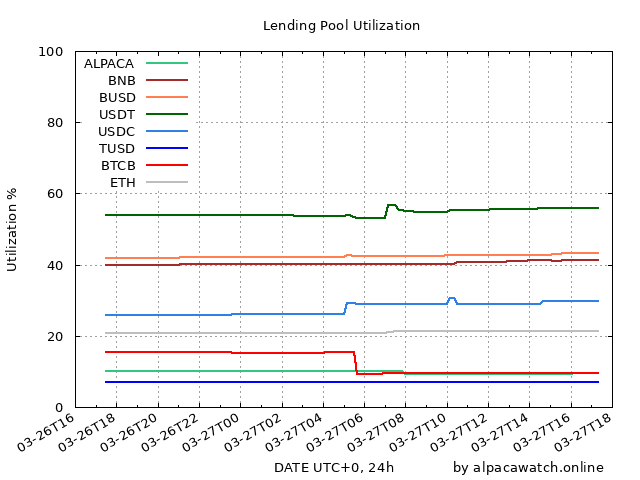 Lending Pool Utilization
Utilization %
100
80
60
40
20
0
ALPACA
BNB
BUSD
USDT
USDC
TUSD
BTCB
ETH
03-26T16
03-26T18
03-26T20
03-26T22
03-27T00
03-27T02
03-27T04
03-27T06
03-27T08
03-27T10
03-27T12
03-27T14
03-27T16
03-27T18
DATE UTC+0, 24h
by alpacawatch.online